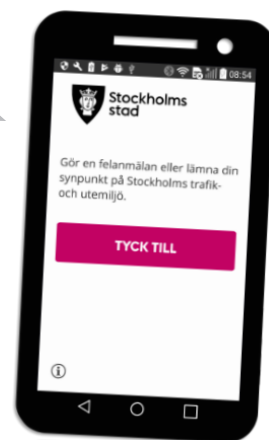 08:54
Stockholms
stad
Gör en felanmälan eller lämna din
synpunkt på Stockholms trafik-
och utemiljö.
TYCK TILL